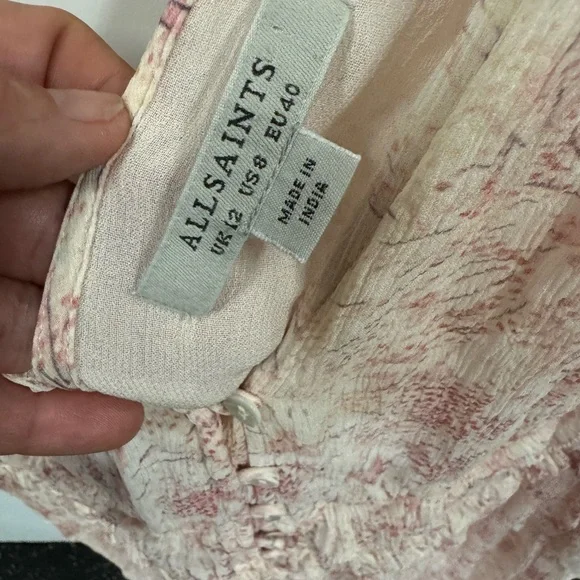 ALLSAINTS
UK12 US8 EU40
MADE IN
INDIA